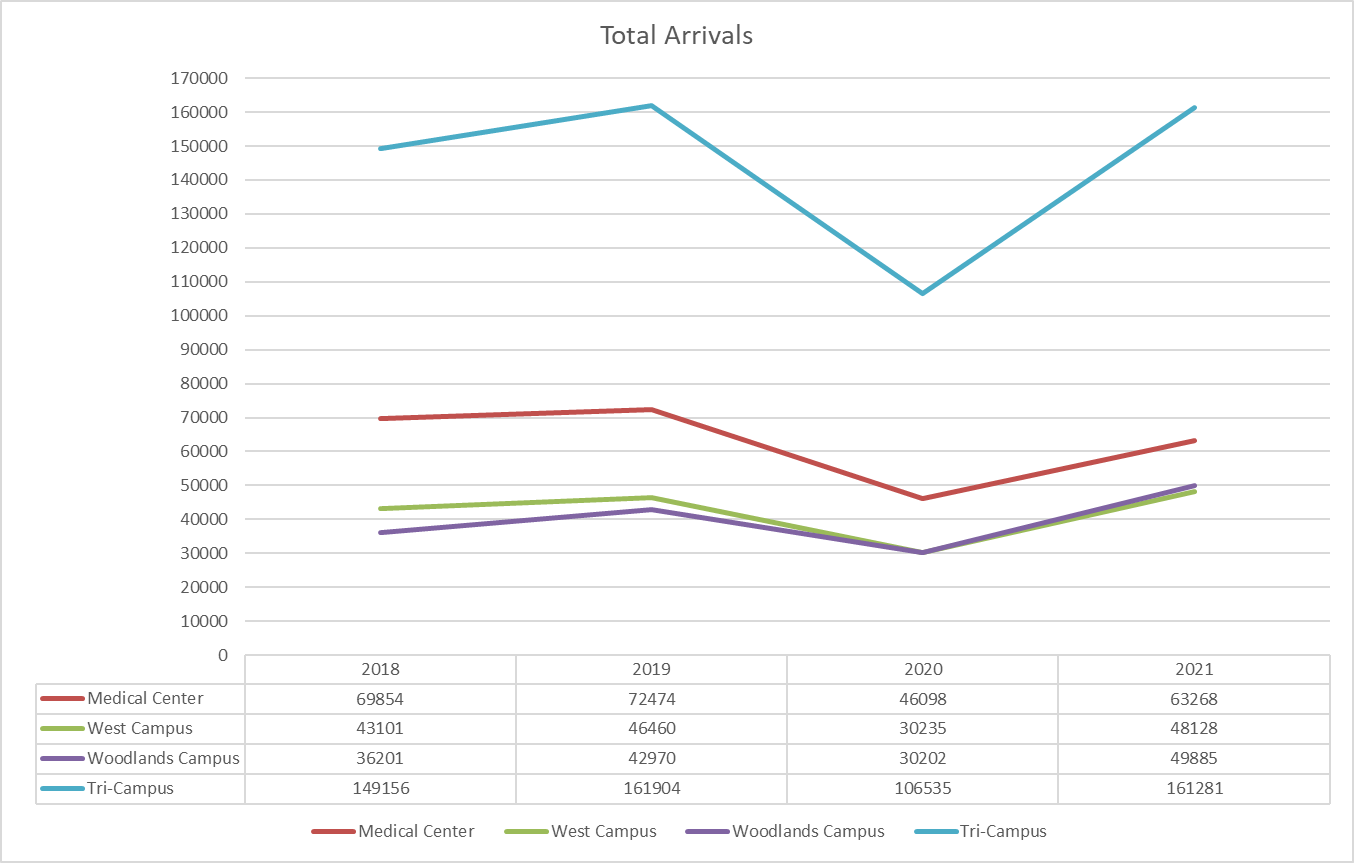 Total Arrivals
170000
160000
150000
140000
130000
120000
110000
100000
90000
80000
70000
60000
50000
40000
30000
20000
10000
0
2018 2019 2020 2021
Medical Center 69854 72474 46098 63268
West Campus 43101 46460 30235 48128
Woodlands Campus 36201 42970 30202 49885
Tri-Campus 149156 161904 106535 161281
Medical Center West Campus Woodlands Campus Tri-Campus